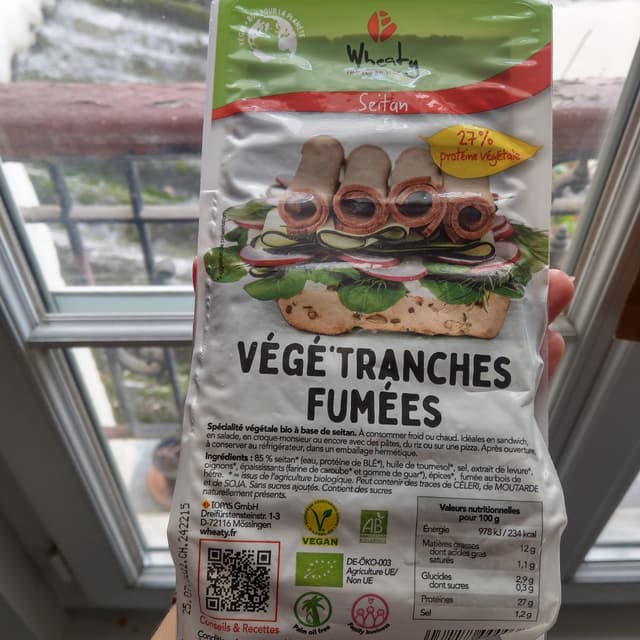 Wheaty
Seitan
27%
protéine végétale
VÉGÉ'TRANCHES
FUMÉES
Spécialité végétale bio à base de seitan. À consommer froid ou chaud. Idéales en sandwich,
en salade, en croque-monsieur ou encore avec des pâtes, du riz ou sur une pizza. Après ouverture,
à conserver au réfrigérateur, dans un emballage hermétique.
Ingrédients: 85 % seitan* (eau, protéine de BLÉ*), huile de tournesol*, sel, extrait de levure*,
oignons*, épaississants (farine de caroube* et gomme de guar*), épices*, fumée au bois de
hêtre. * = issus de l'agriculture biologique. Peut contenir des traces de CÉLERI, de MOUTARDE
et de SOJA. Sans sucres ajoutés. Contient des sucres
naturellement présents.
TOPAS GmbH
Dreifürstensteinstr. 1-3
D-72116 Mössingen
wheaty.fr
VEGAN
AB
DE-ÖKO-003
Agriculture UE/
Non UE
Palm oil free
Family business
Conseils & Recettes
Valeurs nutritionnelles
pour 100 g
Énergie 978 kJ / 234 kcal
Matières grasses 12 g
dont acides gras
saturés 1,1 g
Glucides 2,9 g
dont sucres 0,3 g
Protéines 27 g
Sel 1,2 g